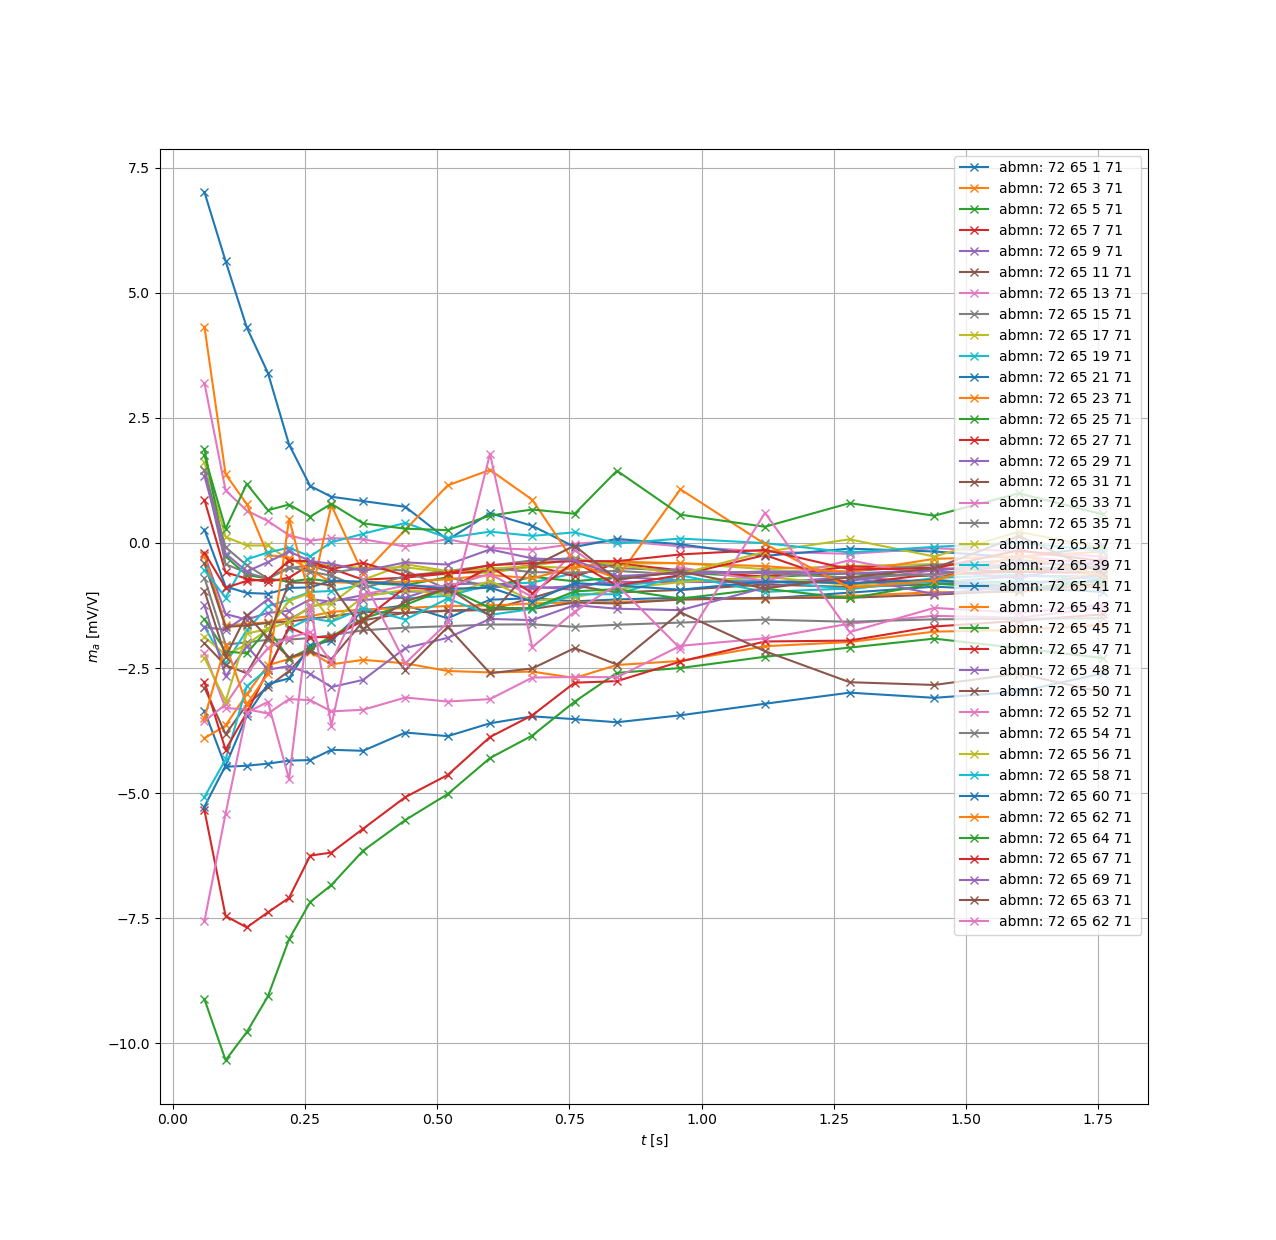 7.5
5.0
2.5
0.0
−2.5
−5.0
−7.5
−10.0
m_a [mV/V]
0.00 0.25 0.50 0.75 1.00 1.25 1.50 1.75
t [s]
abmn: 72 65 1 71
abmn: 72 65 3 71
abmn: 72 65 5 71
abmn: 72 65 7 71
abmn: 72 65 9 71
abmn: 72 65 11 71
abmn: 72 65 13 71
abmn: 72 65 15 71
abmn: 72 65 17 71
abmn: 72 65 19 71
abmn: 72 65 21 71
abmn: 72 65 23 71
abmn: 72 65 25 71
abmn: 72 65 27 71
abmn: 72 65 29 71
abmn: 72 65 31 71
abmn: 72 65 33 71
abmn: 72 65 35 71
abmn: 72 65 37 71
abmn: 72 65 39 71
abmn: 72 65 41 71
abmn: 72 65 43 71
abmn: 72 65 45 71
abmn: 72 65 47 71
abmn: 72 65 48 71
abmn: 72 65 50 71
abmn: 72 65 52 71
abmn: 72 65 54 71
abmn: 72 65 56 71
abmn: 72 65 58 71
abmn: 72 65 60 71
abmn: 72 65 62 71
abmn: 72 65 64 71
abmn: 72 65 67 71
abmn: 72 65 69 71
abmn: 72 65 63 71
abmn: 72 65 62 71